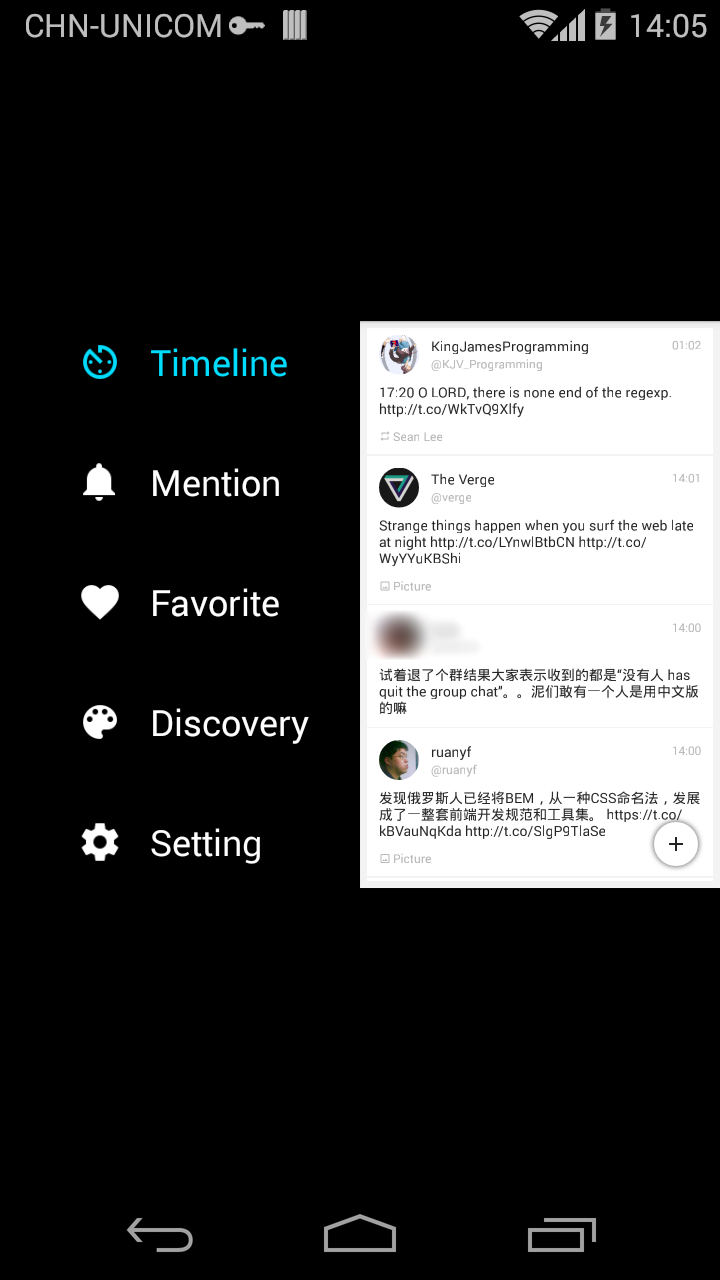 CHN-UNICOM
14:05
Timeline
Mention
Favorite
Discovery
Setting
KingJamesProgramming
01:02
@KJV_Programming
17:20 O LORD, there is none end of the regexp.
http://t.co/WkTvQ9Xlfy
Sean Lee
The Verge
14:01
@verge
Strange things happen when you surf the web late
at night http://t.co/LYnwlBtbCN http://t.co/
WyYYuKBShi
Picture
14:00
试着退了个群结果大家表示收到的都是“没有人 has
quit the group chat”。。泥们敢有一个人是用中文版
的嘛
ruanyf
14:00
@ruanyf
发现俄罗斯人已经将BEM，从一种CSS命名法，发展
成了一整套前端开发规范和工具集。 https://t.co/
kBVauNqKda http://t.co/SlgP9TlaSe
Picture